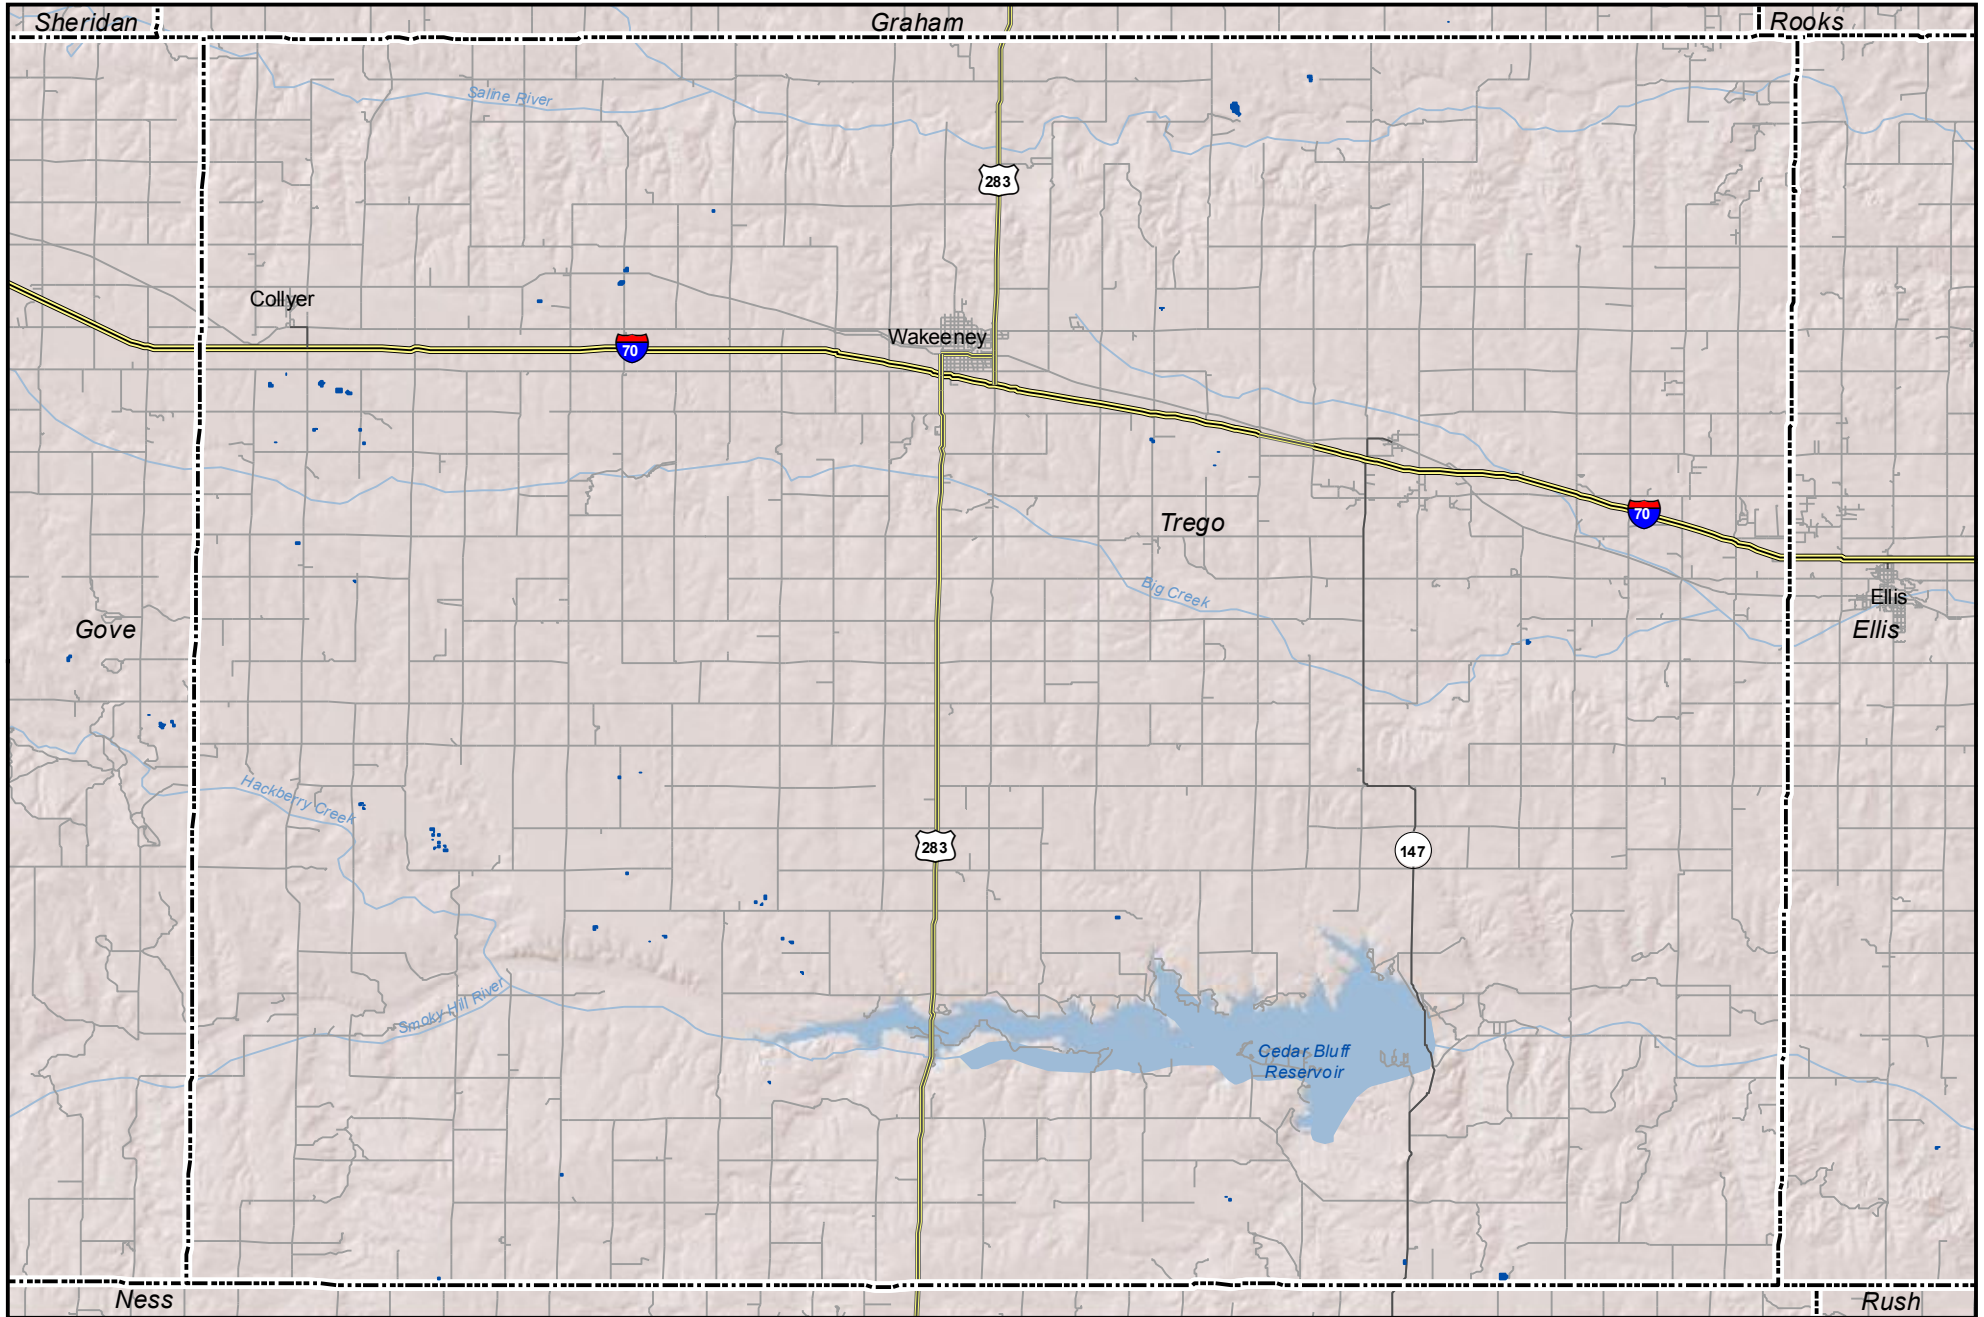 Sheridan
Graham
Rooks
Saline River
283
Collyer
Wakeeney
70
70
Trego
Big Creek
Ellis
Ellis
Gove
Hackberry Creek
283
147
Smoky Hill River
Cedar Bluff
Reservoir
Ness
Rush